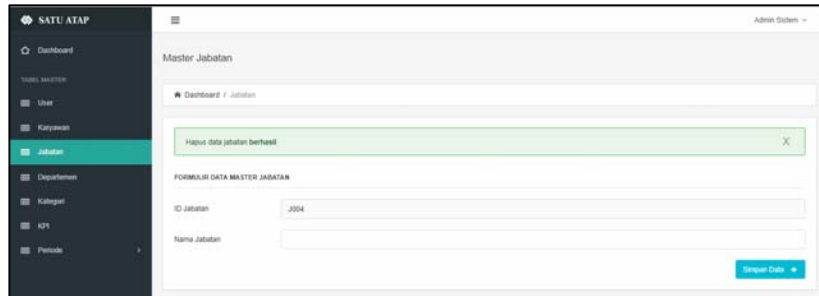 SATU ATAP
Admin Sistem
Dashboard
Master Jabatan
TABEL MASTER
Dashboard / Jabatan
User
Karyawan
Hapus data jabatan berhasil X
Jabatan
Departemen
FORMULIR DATA MASTER JABATAN
Kategori
ID Jabatan J004
KPI
Nama Jabatan
Periode
Simpan Data